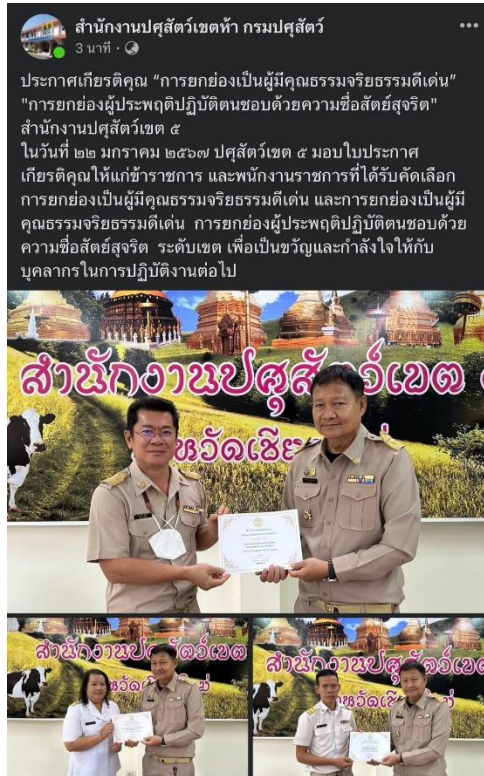 สำนักงานปศุสัตว์เขตห้า กรมปศุสัตว์
3 นาที ·
ประกาศเกียรติคุณ “การยกย่องเป็นผู้มีคุณธรรมจริยธรรมดีเด่น”
"การยกย่องผู้ประพฤติปฏิบัติตนชอบด้วยความซื่อสัตย์สุจริต"
สำนักงานปศุสัตว์เขต ๕
ในวันที่ ๒๒ มกราคม ๒๕๖๗ ปศุสัตว์เขต ๕ มอบใบประกาศ
เกียรติคุณให้แก่ข้าราชการ และพนักงานราชการที่ได้รับคัดเลือก
การยกย่องเป็นผู้มีคุณธรรมจริยธรรมดีเด่น และการยกย่องเป็นผู้มี
คุณธรรมจริยธรรมดีเด่น การยกย่องผู้ประพฤติปฏิบัติตนชอบด้วย
ความซื่อสัตย์สุจริต ระดับเขต เพื่อเป็นขวัญและกำลังใจให้กับ
บุคลากรในการปฏิบัติงานต่อไป
สำนักงานปศุสัตว์เขต
สำนักงานปศุสัตว์เขต
สำนักงานปศุสัตว์เขต